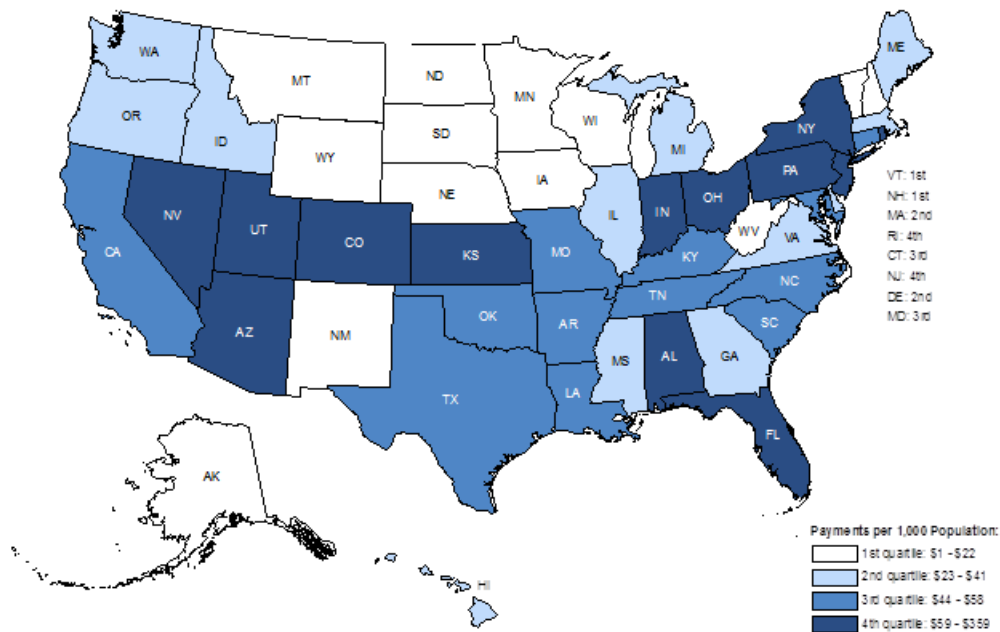 WA
MT
ND
MN
ME
OR
ID
SD
WI
MI
NY
WY
IA
NE
PA
VT: 1st
NH: 1st
MA: 2nd
RI: 4th
CT: 3rd
NJ: 4th
DE: 2nd
MD: 3rd
NV
UT
CO
KS
MO
IL
IN
OH
WV
VA
KY
CA
AZ
NM
OK
AR
TN
NC
SC
MS
AL
GA
TX
LA
FL
AK
HI
Payments per 1,000 Population:
1st quartile: $1 - $22
2nd quartile: $23 - $41
3rd quartile: $44 - $58
4th quartile: $59 - $359